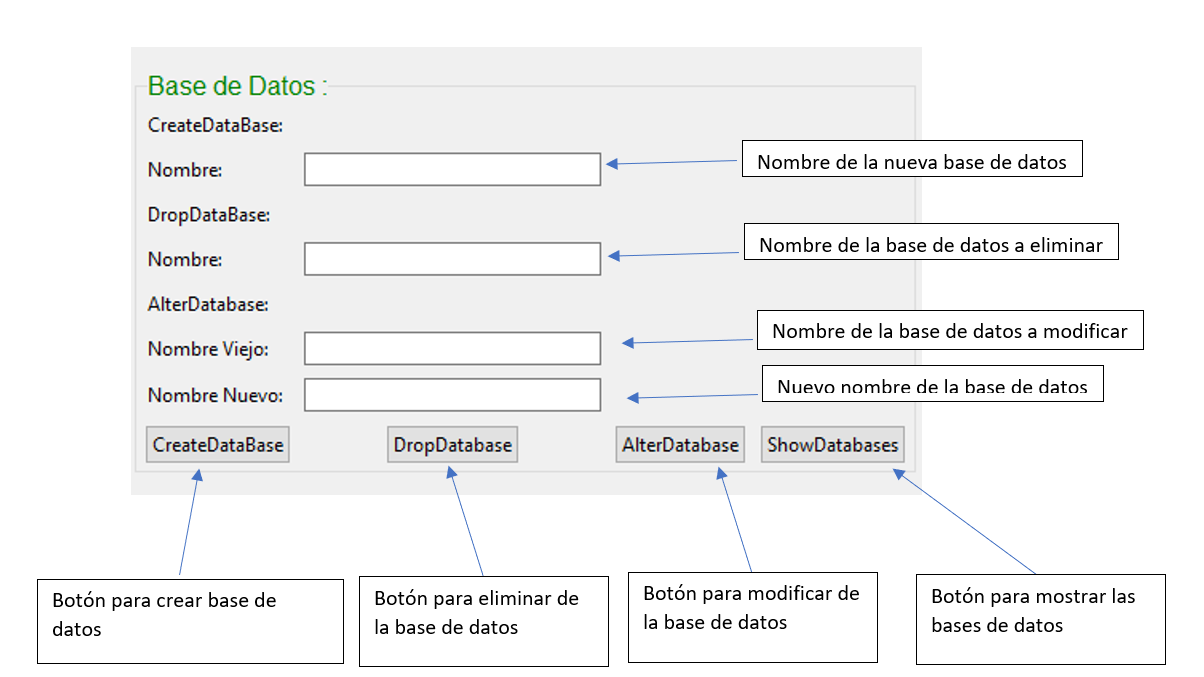 Base de Datos :
CreateDataBase:
Nombre:
Nombre de la nueva base de datos
DropDataBase:
Nombre:
Nombre de la base de datos a eliminar
AlterDatabase:
Nombre Viejo:
Nombre de la base de datos a modificar
Nombre Nuevo:
Nuevo nombre de la base de datos
CreateDataBase
DropDatabase
AlterDatabase
ShowDatabases
Botón para crear base de
datos
Botón para eliminar de
la base de datos
Botón para modificar de
la base de datos
Botón para mostrar las
bases de datos